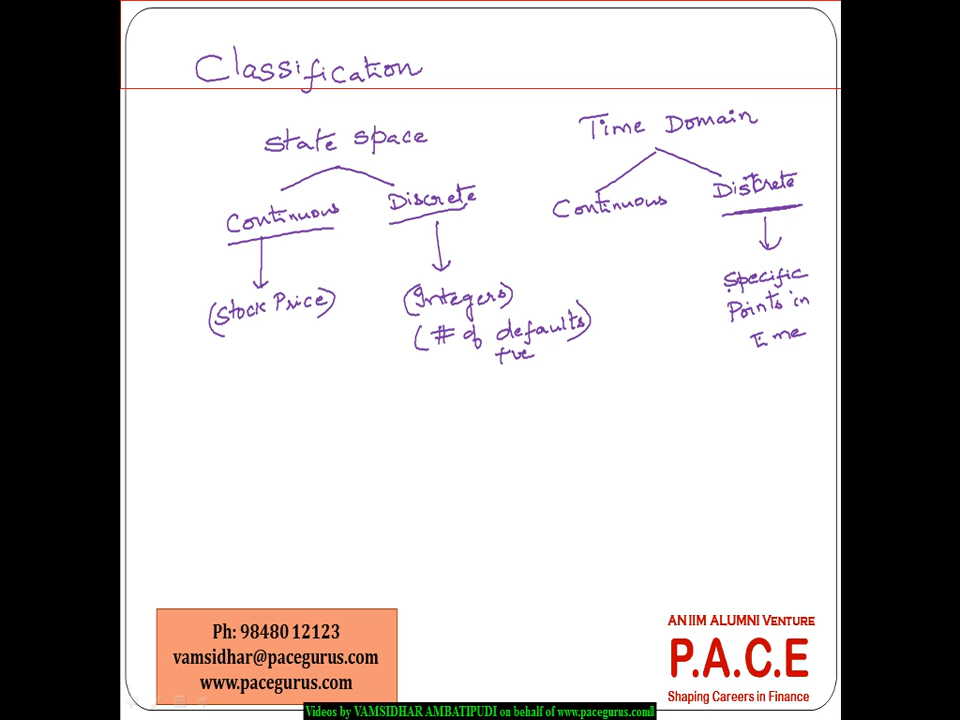 Classification
State Space
Continuous
Discrete
(Stock Price)
(Integers)
(# of defaults)
+ve
Time Domain
Continuous
Discrete
Specific
Points in
time
Ph: 98480 12123
vamsidhar@pacegurus.com
www.pacegurus.com
AN IIM ALUMNI VENTURE
P.A.C.E
Shaping Careers in Finance
Videos by VAMSIDHAR AMBATIPUDI on behalf of www.pacegurus.com